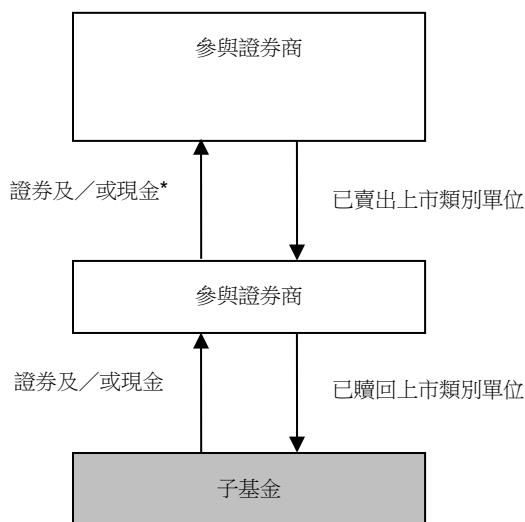 參與證券商
證券及／或現金*
已賣出上市類別單位
參與證券商
證券及／或現金
已贖回上市類別單位
子基金